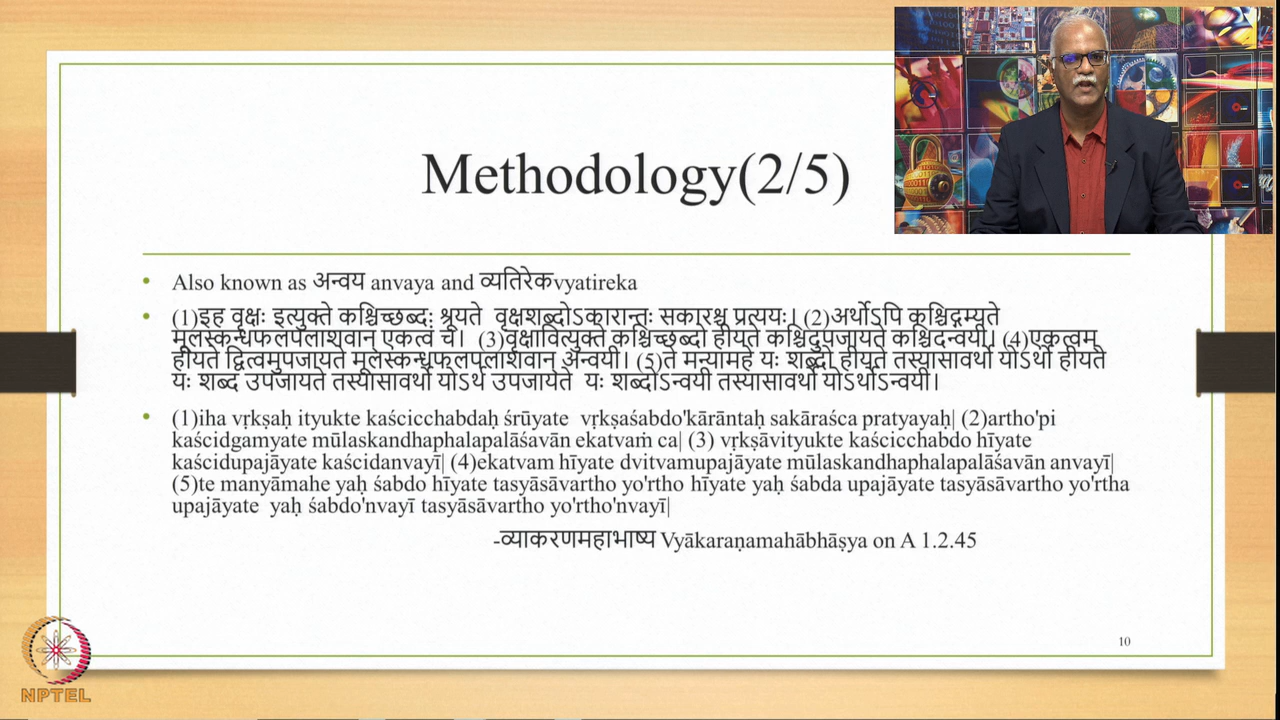 Methodology(2/5)
Also known as अन्वय anvaya and व्यतिरेकvyatireka
(1)इह वृक्षः इत्युक्ते कश्चिच्छब्दः श्रूयते वृक्षशब्दोऽकारान्तः सकारश्च प्रत्ययः। (2)अर्थोऽपि कश्चिद्गम्यते
मूलस्कन्धफलपलाशवान् एकत्वं च। (3)वृक्षावित्युक्ते कश्चिच्छब्दो हीयते कश्चिदुपजायते कश्चिदन्वयी। (4)एकत्वम्
हीयते द्वित्वमुपजायते मूलस्कन्धफलपलाशवान् अन्वयी। (5)ते मन्यामहे यः शब्दो हीयते तस्यासावर्थो योऽर्थो हीयते
यः शब्द उपजायते तस्यासावर्थो योऽर्थ उपजायेते यः शब्दोऽन्वयी तस्यासावर्थो योऽर्थोऽन्वयी।
(1)iha vṛkṣaḥ ityukte kaścicchabdaḥ śrūyate vṛkṣaśabdo'kārāntaḥ sakāraśca pratyayaḥ| (2)artho'pi
kaścidgamyate mūlaskandhaphalapalāśavān ekatvaṁ ca| (3) vṛkṣāvityukte kaścicchabdo hīyate
kaścidupajāyate kaścidanvayī| (4)ekatvam hīyate dvitvamupajāyate mūlaskandhaphalapalāśavān anvayī|
(5)te manyāmahe yaḥ śabdo hīyate tasyāsāvartho yo'rtho hīyate yaḥ śabda upajāyate tasyāsāvartho yo'rtha
upajāyate yaḥ śabdo'nvayī tasyāsāvartho yo'rtho'nvayī|
-व्याकरणमहाभाष्य Vyākaraṇamahābhāṣya on A 1.2.45
10
NPTEL